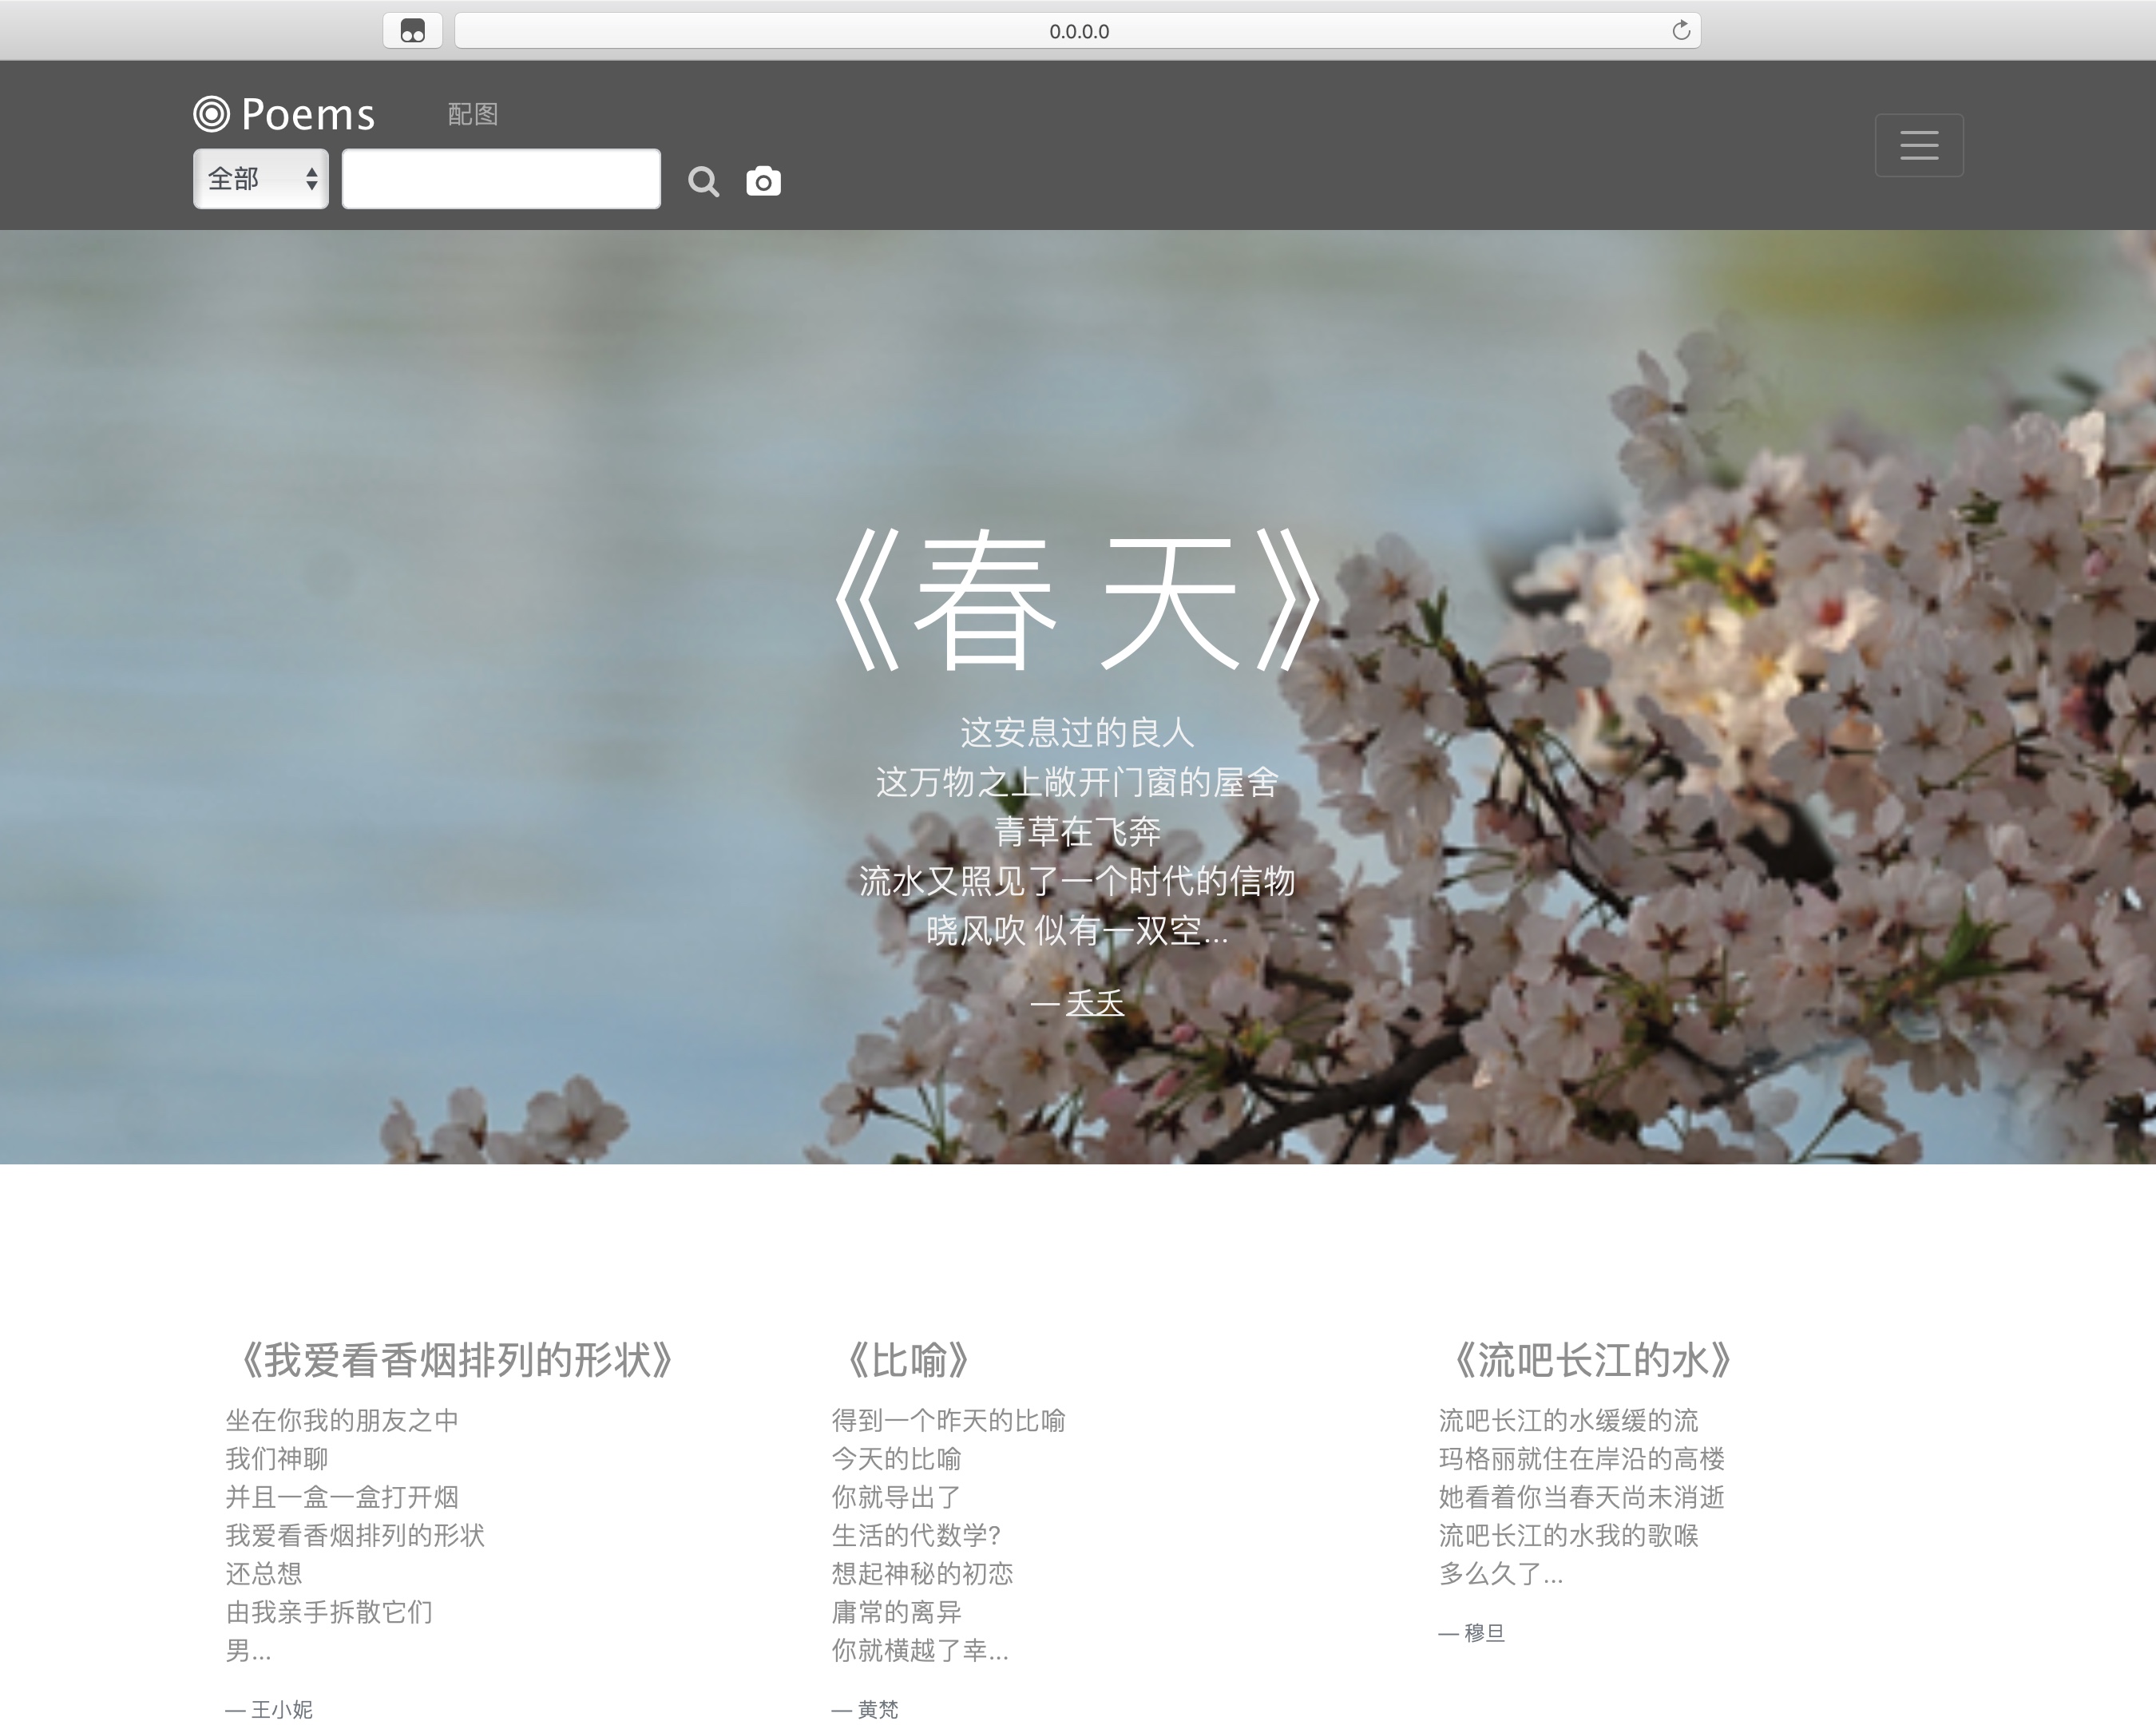 0.0.0.0
Poems 配图
全部
《春 天》
这安息过的良人
这万物之上敞开门窗的屋舍
青草在飞奔
流水又照见了一个时代的信物
晓风吹 似有一双空...
— 夭夭
《我爱看香烟排列的形状》
坐在你我的朋友之中
我们神聊
并且一盒一盒打开烟
我爱看香烟排列的形状
还总想
由我亲手拆散它们
男...
— 王小妮
《比喻》
得到一个昨天的比喻
今天的比喻
你就导出了
生活的代数学?
想起神秘的初恋
庸常的离异
你就横越了幸...
— 黄梵
《流吧长江的水》
流吧长江的水缓缓的流
玛格丽就住在岸沿的高楼
她看着你当春天尚未消逝
流吧长江的水我的歌喉
多么久了...
— 穆旦